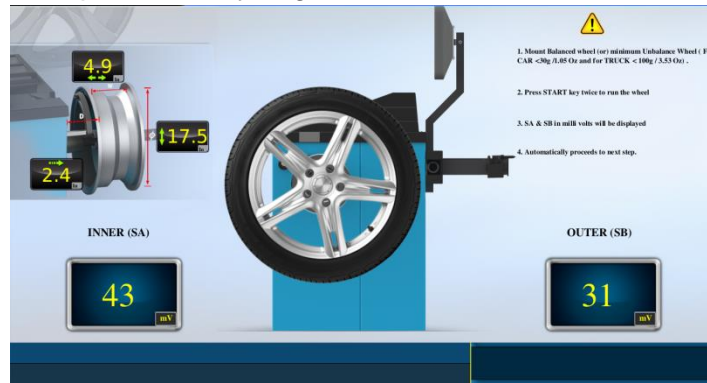 4.9
in
D
17.5
in
2.4
in
1. Mount Balanced wheel (or) minimum Unbalance Wheel ( F
CAR <30g /1.05 Oz and for TRUCK < 100g / 3.53 Oz) .
2. Press START key twice to run the wheel
3. SA & SB in milli volts will be displayed
4. Automatically proceeds to next step.
INNER (SA)
OUTER (SB)
43
mV
31
mV